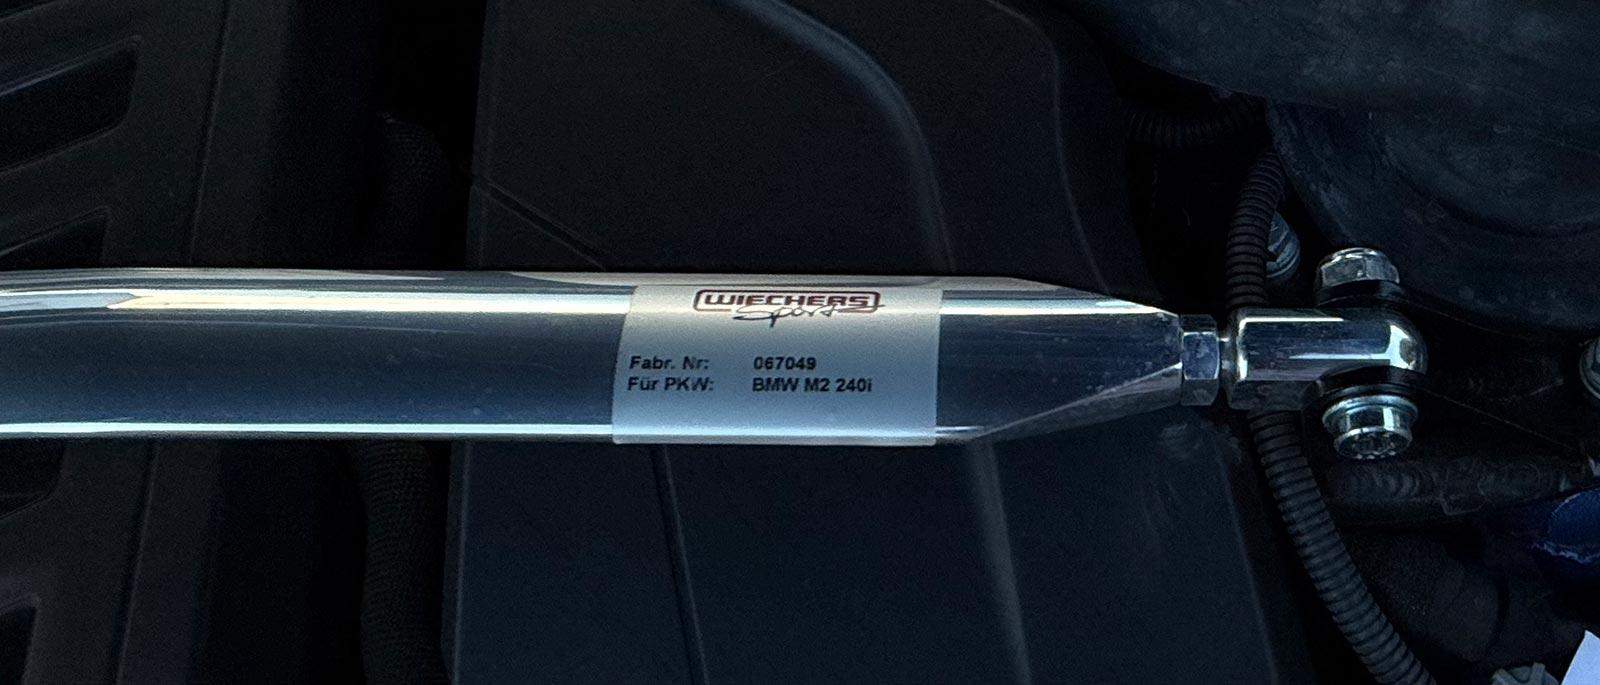 WIECHERS
Sport
Fabr. Nr: 067049
Für PKW: BMW M2 240i